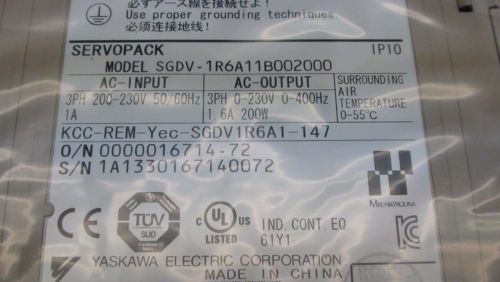 必ずアース線を接続せよ!
Use proper grounding techniques.
必须连接地线!
SERVOPACK IP10
MODEL SGDV-1R6A11B002000
AC-INPUT AC-OUTPUT SURROUNDING AIR TEMPERATURE 0-55℃
3PH 200-230V 50/60Hz 3PH 0-230V 0-400Hz
1A 1.6A 200W
KCC-REM-Yec-SGDV1R6A1-147
O/N 0000016714-72
S/N 1A1330167140072
MECHATROLINK
CE TÜV SUD C UL US LISTED IND. CONT. EQ. 61Y1
YASKAWA ELECTRIC CORPORATION
MADE IN CHINA